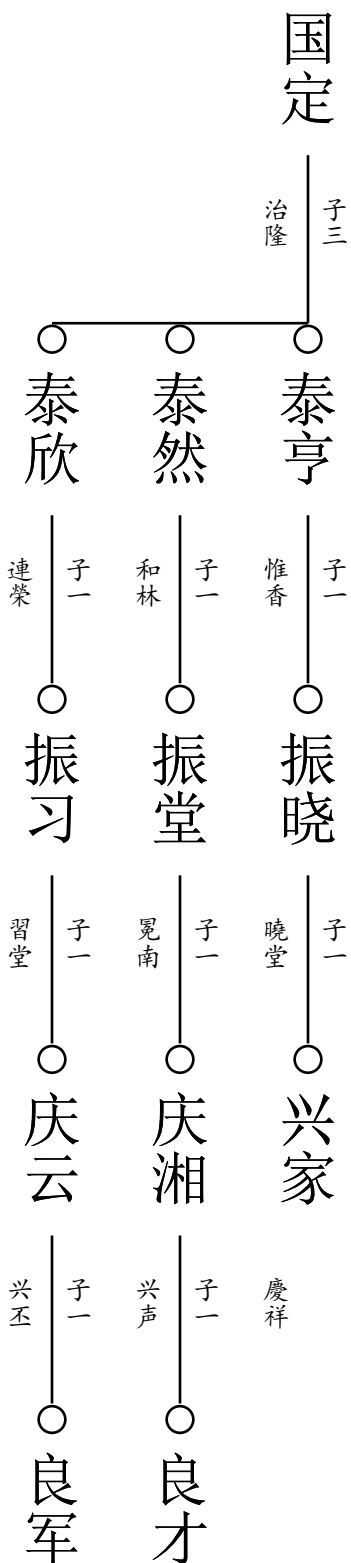 国定
子三
治隆
泰亨
泰然
泰欣
子一
惟香
子一
和林
子一
連榮
振晓
振堂
振习
子一
曉堂
子一
冕南
子一
習堂
兴家
庆湘
庆云
慶祥
子一
兴声
子一
兴丕
良才
良军